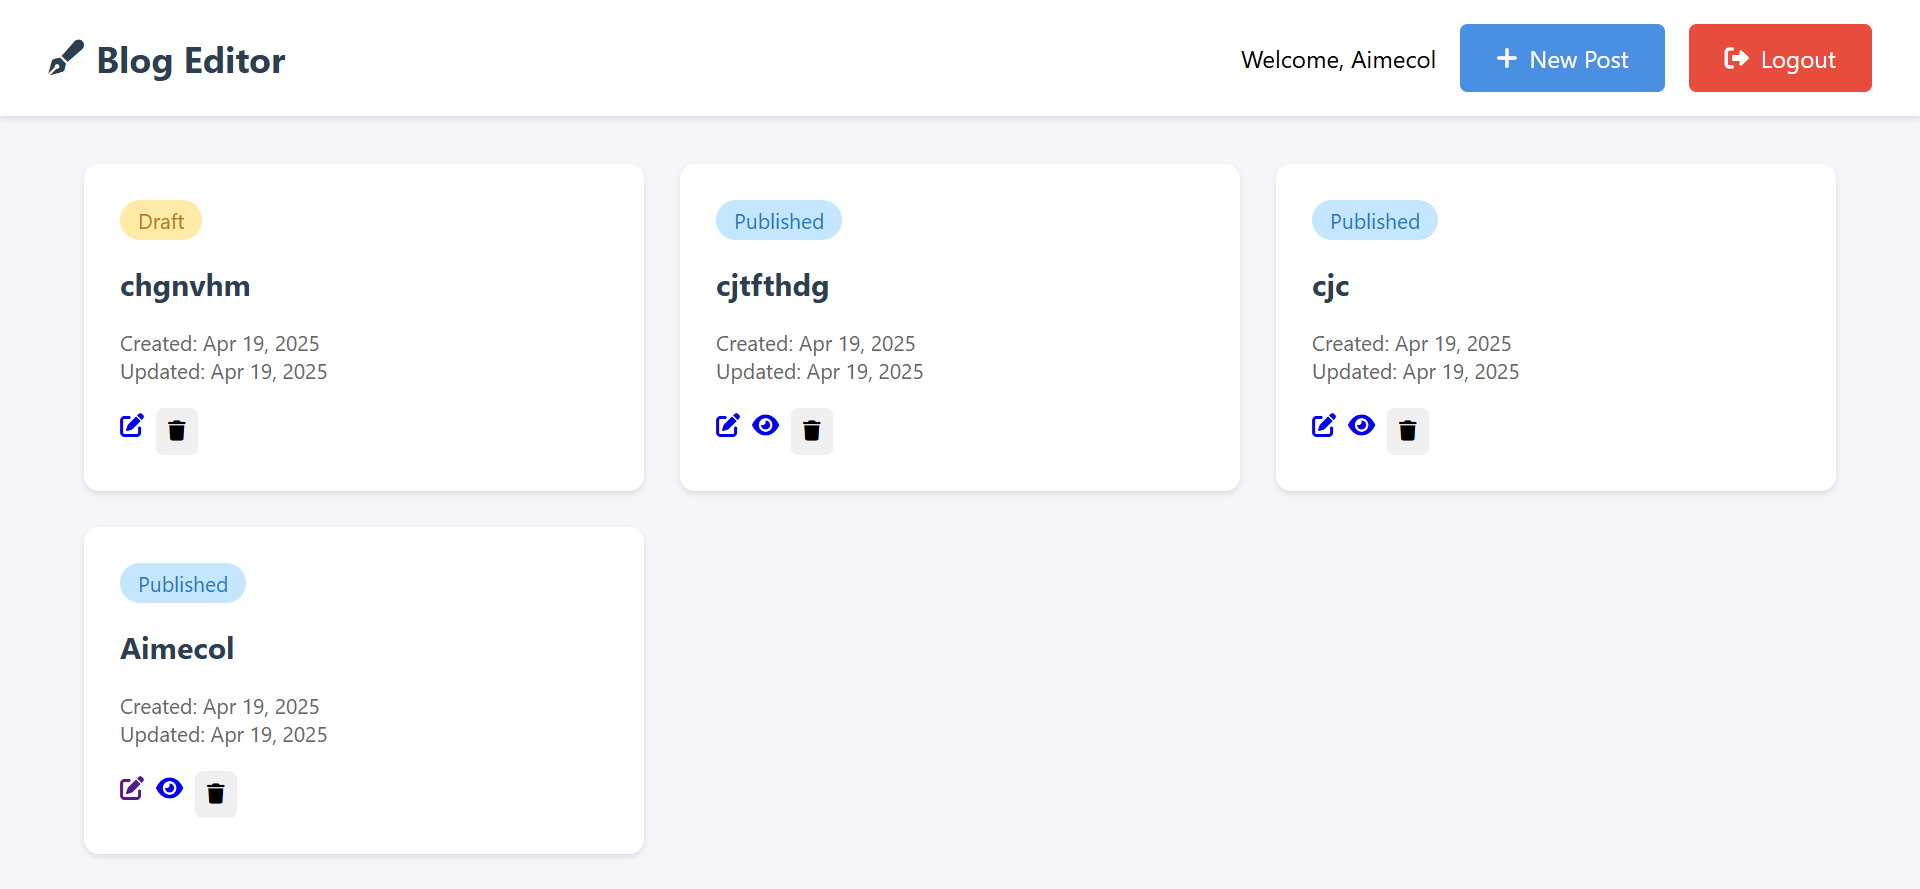 Blog Editor
Welcome, Aimecol
New Post
Logout
Draft
chgnvhm
Created: Apr 19, 2025
Updated: Apr 19, 2025
Published
cjtfthdg
Created: Apr 19, 2025
Updated: Apr 19, 2025
Published
cjc
Created: Apr 19, 2025
Updated: Apr 19, 2025
Published
Aimecol
Created: Apr 19, 2025
Updated: Apr 19, 2025